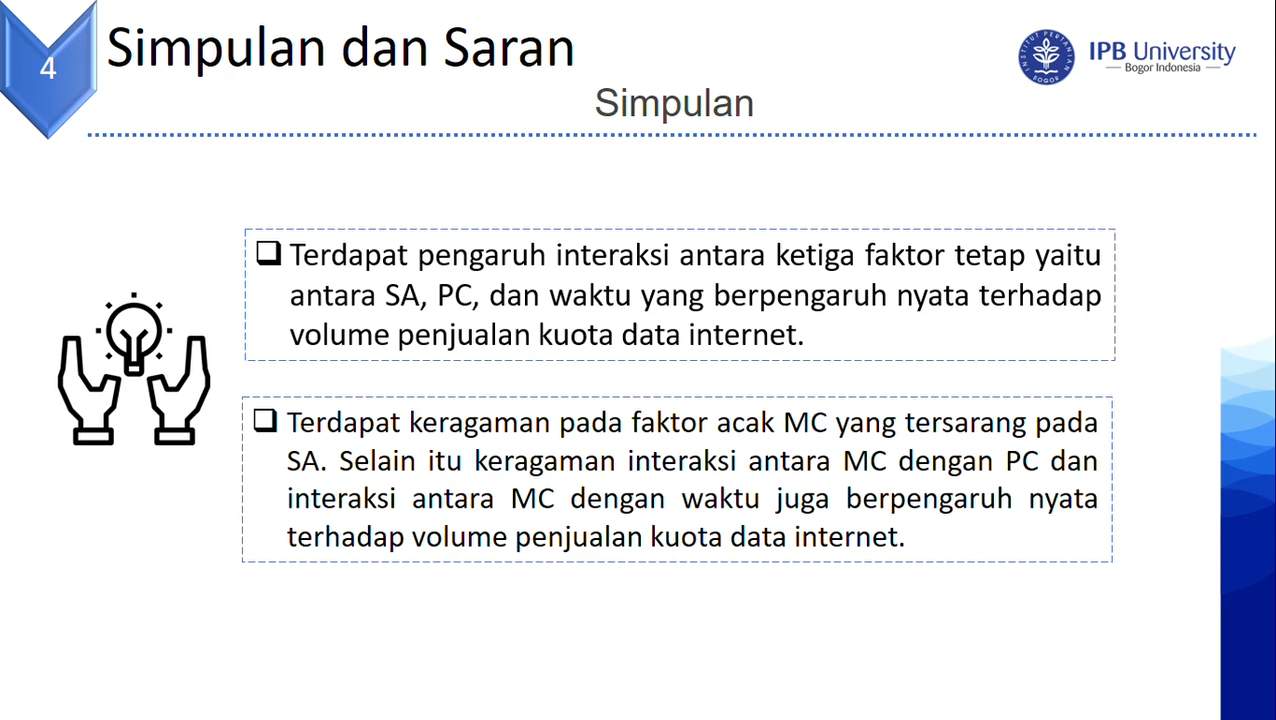 4
Simpulan dan Saran
INSTITUT PERTANIAN BOGOR
IPB University
Bogor Indonesia
Simpulan
Terdapat pengaruh interaksi antara ketiga faktor tetap yaitu
antara SA, PC, dan waktu yang berpengaruh nyata terhadap
volume penjualan kuota data internet.
Terdapat keragaman pada faktor acak MC yang tersarang pada
SA. Selain itu keragaman interaksi antara MC dengan PC dan
interaksi antara MC dengan waktu juga berpengaruh nyata
terhadap volume penjualan kuota data internet.